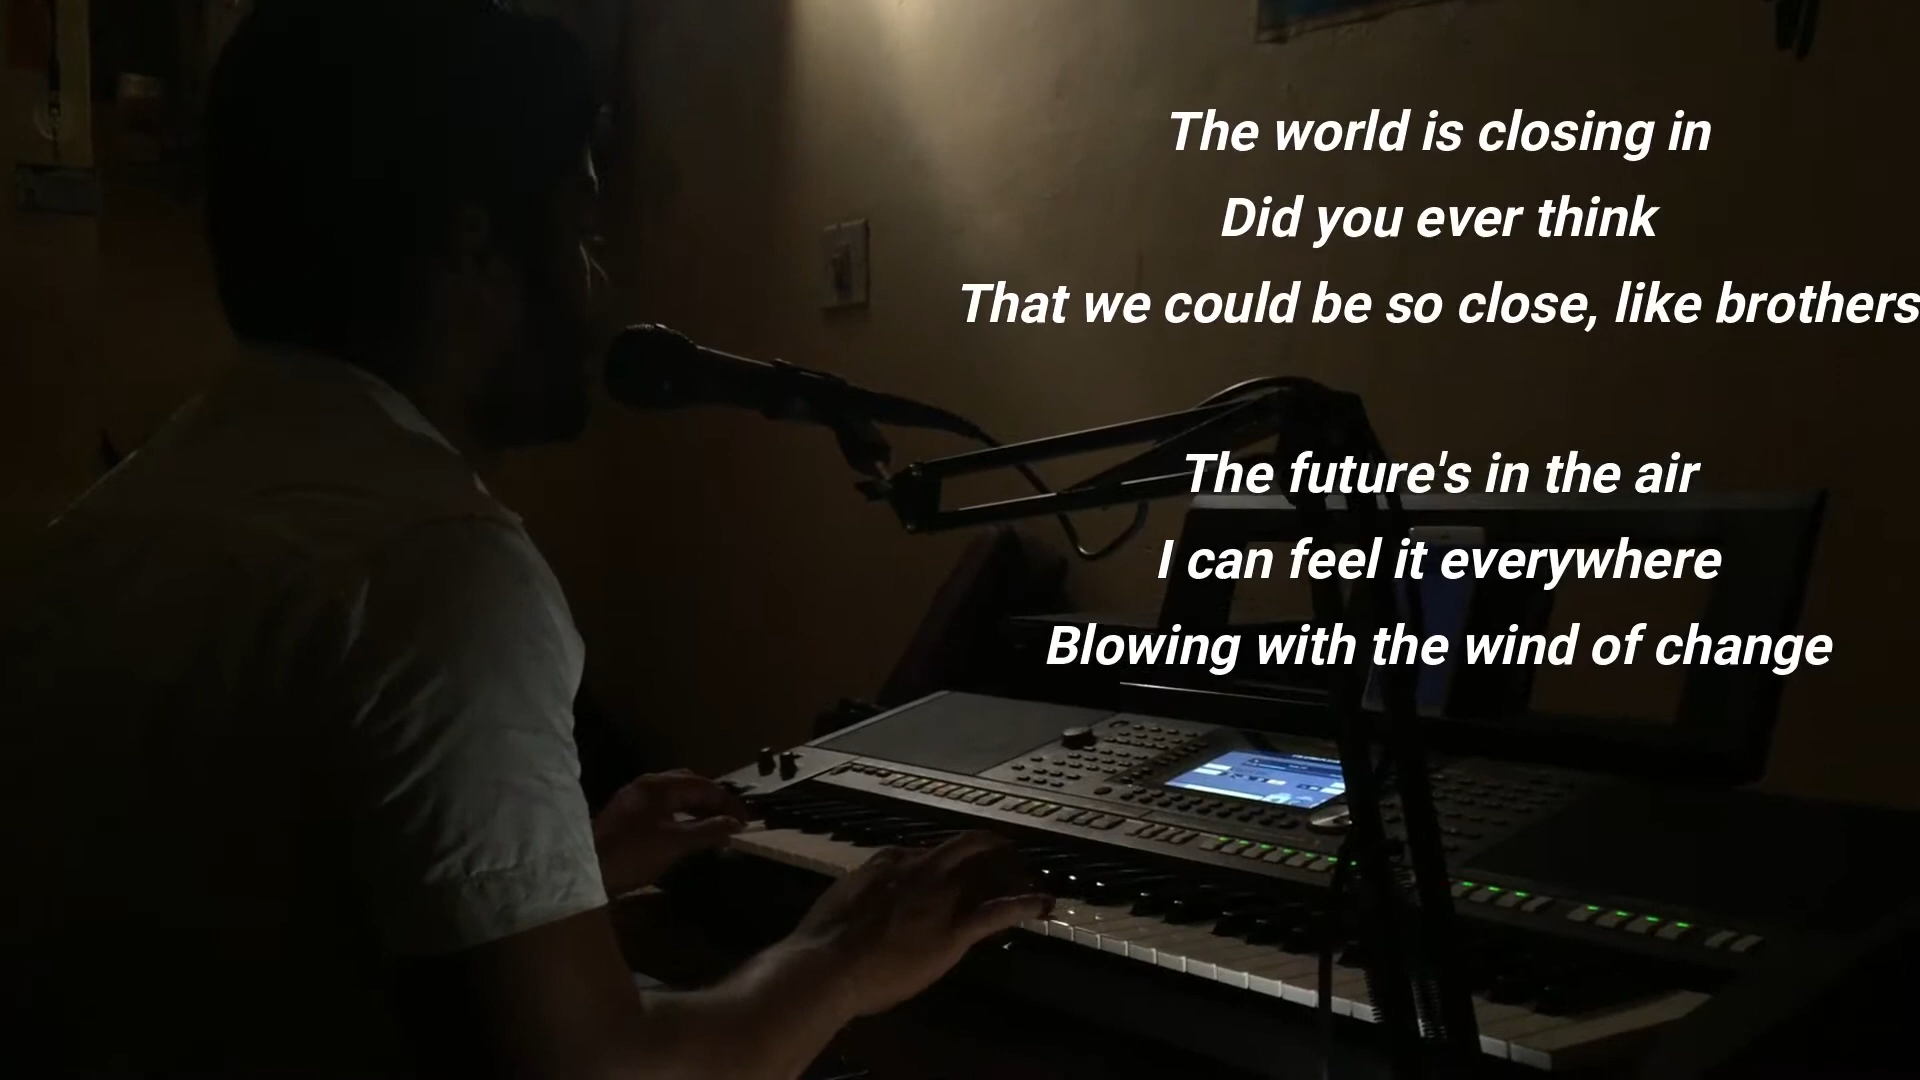 The world is closing in
Did you ever think
That we could be so close, like brothers
The future's in the air
I can feel it everywhere
Blowing with the wind of change